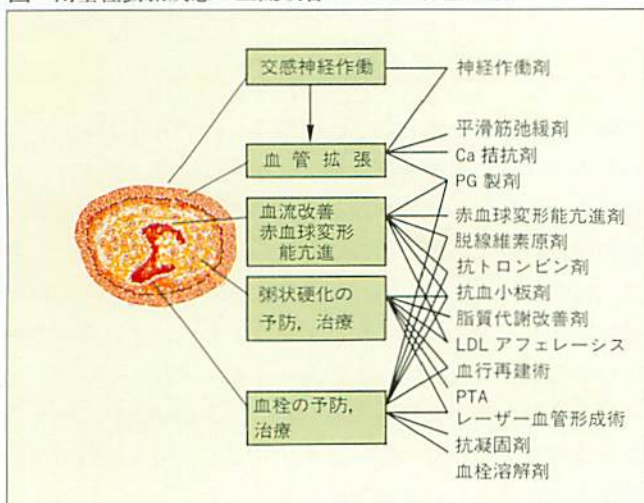 交感神経作働
血管拡張
血流改善
赤血球変形
能亢進
粥状硬化の
予防，治療
血栓の予防，
治療
神経作働剤
平滑筋弛緩剤
Ca 拮抗剤
PG 製剤
赤血球変形能亢進剤
脱線維素原剤
抗トロンビン剤
抗血小板剤
脂質代謝改善剤
LDL アフェレーシス
血行再建術
PTA
レーザー血管形成術
抗凝固剤
血栓溶解剤